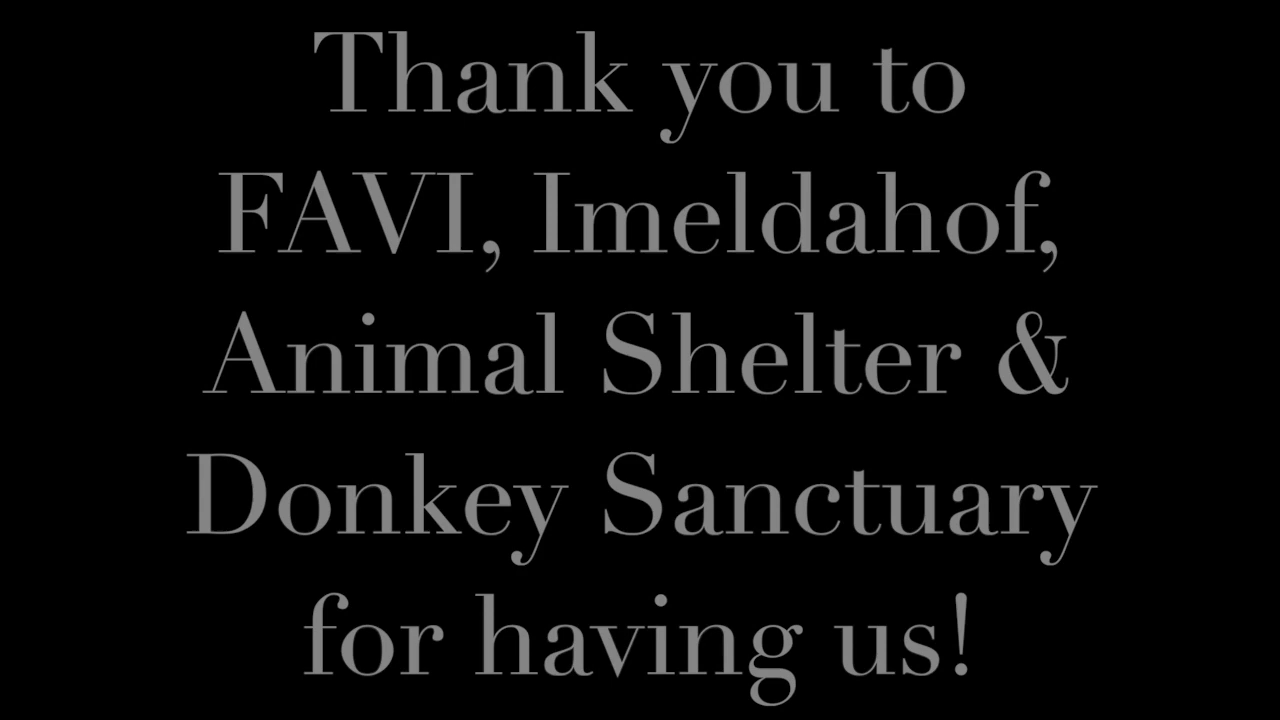 Thank you to
FAVI, Imeldahof,
Animal Shelter &
Donkey Sanctuary
for having us!